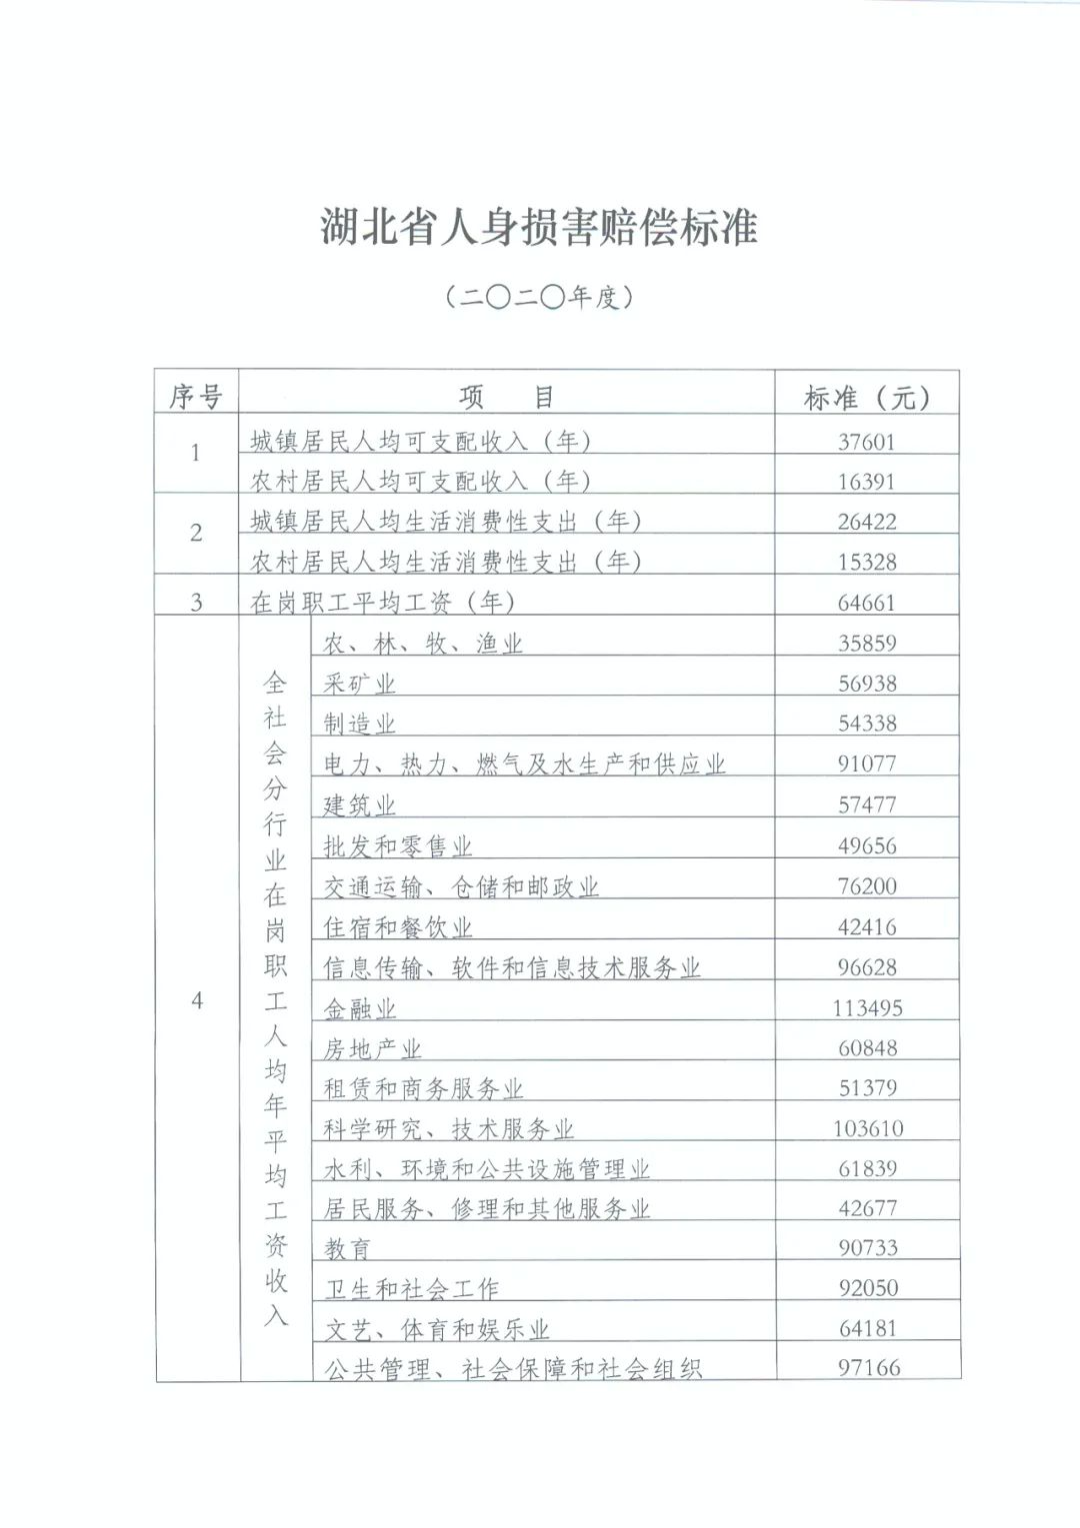 湖北省人身损害赔偿标准
（二〇二〇年度）
序号 项 目 标准（元）
1 城镇居民人均可支配收入（年） 37601
农村居民人均可支配收入（年） 16391
2 城镇居民人均生活消费性支出（年） 26422
农村居民人均生活消费性支出（年） 15328
3 在岗职工平均工资（年） 64661
4 全社会分行业在岗职工人均年平均工资收入
农、林、牧、渔业 35859
采矿业 56938
制造业 54338
电力、热力、燃气及水生产和供应业 91077
建筑业 57477
批发和零售业 49656
交通运输、仓储和邮政业 76200
住宿和餐饮业 42416
信息传输、软件和信息技术服务业 96628
金融业 113495
房地产业 60848
租赁和商务服务业 51379
科学研究、技术服务业 103610
水利、环境和公共设施管理业 61839
居民服务、修理和其他服务业 42677
教育 90733
卫生和社会工作 92050
文艺、体育和娱乐业 64181
公共管理、社会保障和社会组织 97166